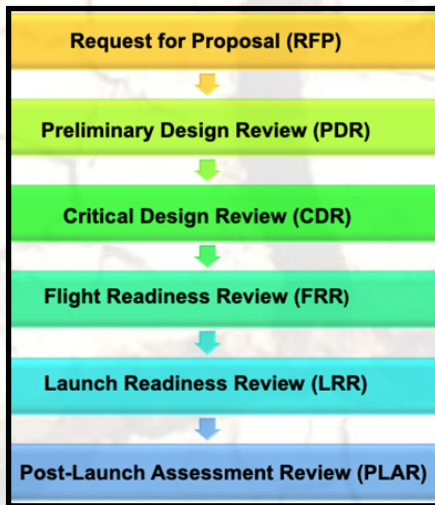 Request for Proposal (RFP)
Preliminary Design Review (PDR)
Critical Design Review (CDR)
Flight Readiness Review (FRR)
Launch Readiness Review (LRR)
Post-Launch Assessment Review (PLAR)